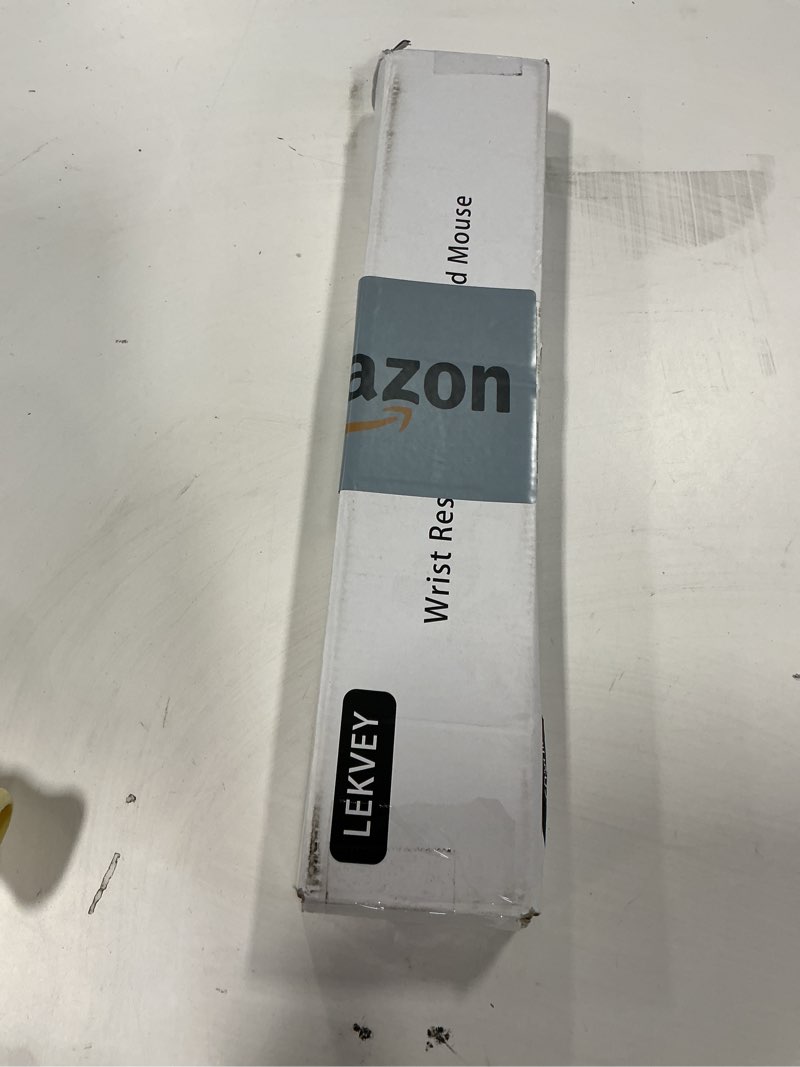 Wrist Res
d Mouse
azon
LEKVEY